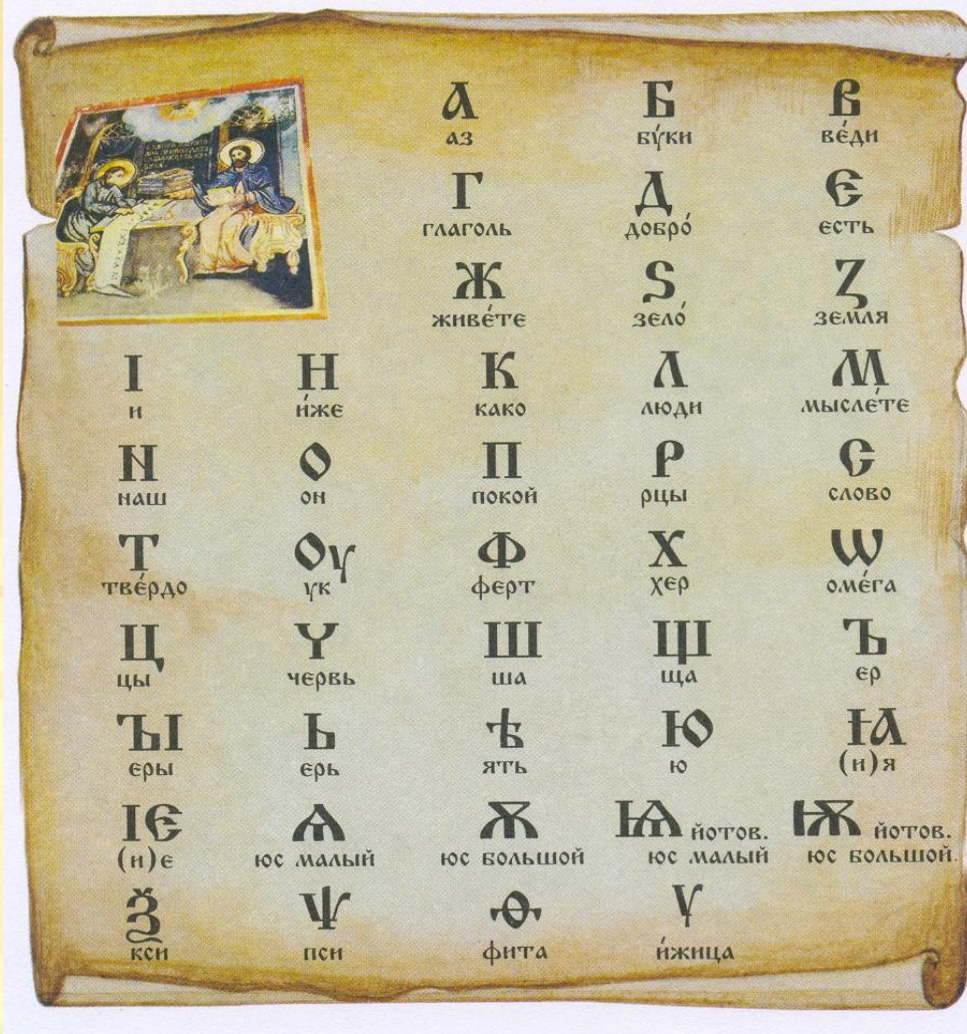 А Б В
аз бу́ки ве́ди
Г Д Є
глаголь добро́ есть
Ж Ѕ З
живе́те зело́ земля
І Н К Л М
и и́же како люди мысле́те
N О П Р С
наш он покой рцы слово
Т Оу Ф Х Ѡ
тве́рдо ук ферт хер оме́га
Ц Ч Ш Щ Ъ
цы червь ша ща ер
ЪІ Ь Ѣ Ю Ꙗ
еры ерь ять ю (и)я
Ѥ Ѧ Ѫ Ѩ йотов. Ѭ йотов.
(и)е юс малый юс большой юс малый юс большой.
Ѯ Ѱ Ѳ Ѵ
кси пси фита и́жица